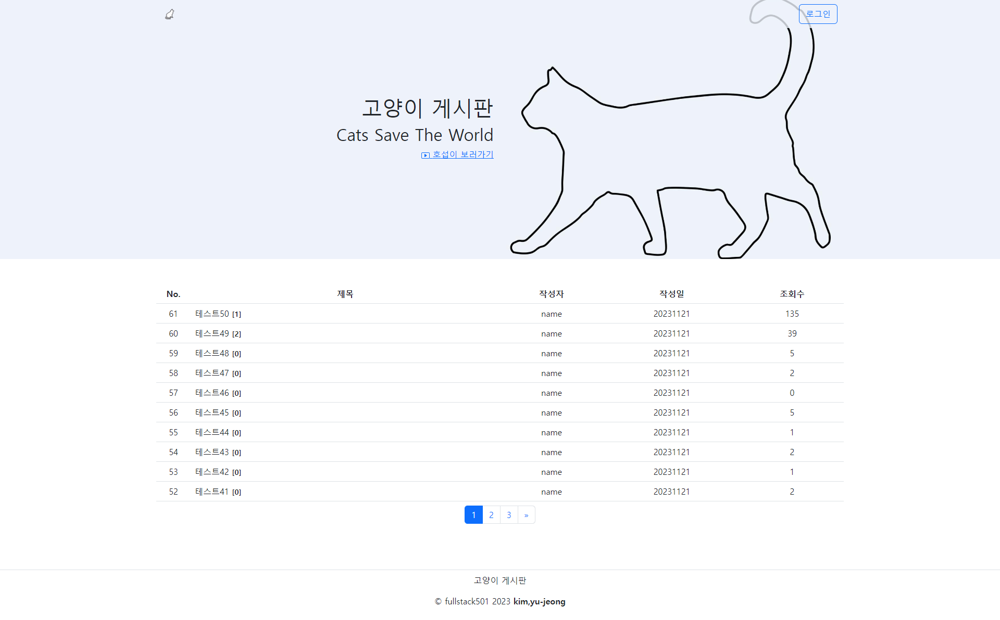 로그인
고양이 게시판
Cats Save The World
호섭이 보러가기
No. 제목 작성자 작성일 조회수
61 테스트50 [1] name 20231121 135
60 테스트49 [2] name 20231121 39
59 테스트48 [0] name 20231121 5
58 테스트47 [0] name 20231121 2
57 테스트46 [0] name 20231121 0
56 테스트45 [0] name 20231121 5
55 테스트44 [0] name 20231121 1
54 테스트43 [0] name 20231121 2
53 테스트42 [0] name 20231121 1
52 테스트41 [0] name 20231121 2
1 2 3 »
고양이 게시판
© fullstack501 2023 kim,yu-jeong